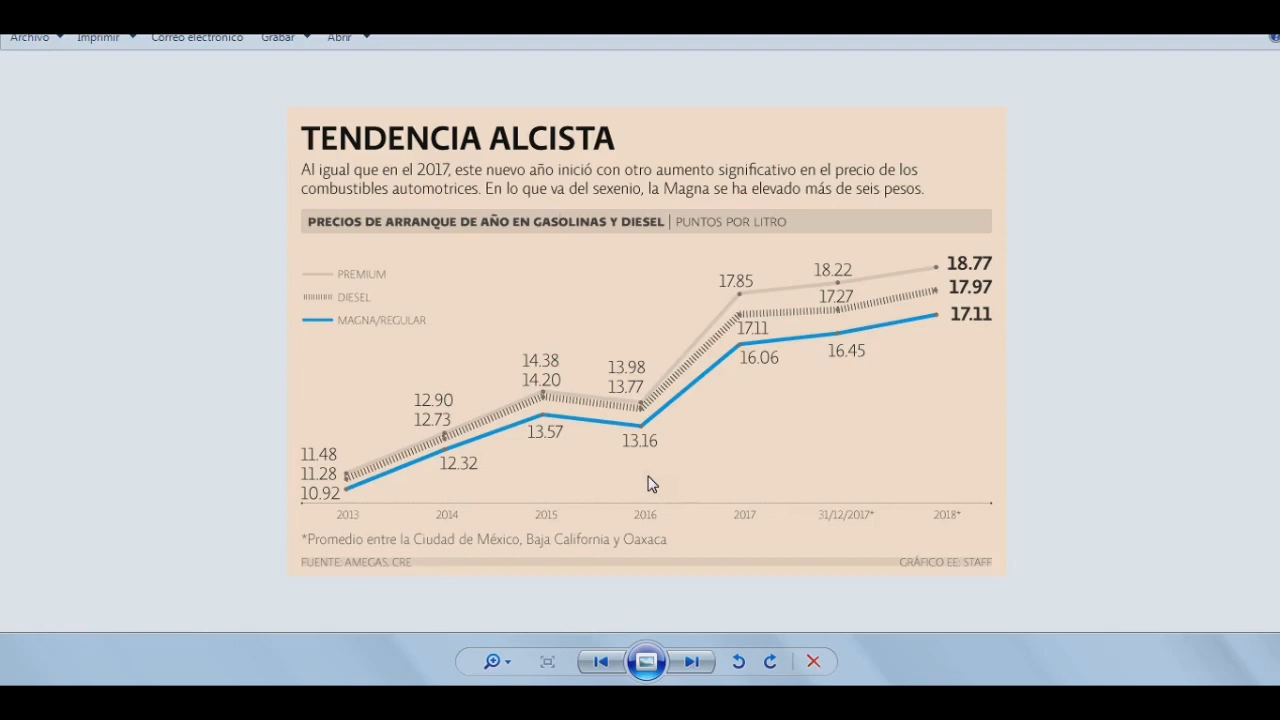 Archivo Imprimir Correo electrónico Grabar Abrir
TENDENCIA ALCISTA
Al igual que en el 2017, este nuevo año inició con otro aumento significativo en el precio de los
combustibles automotrices. En lo que va del sexenio, la Magna se ha elevado más de seis pesos.
PRECIOS DE ARRANQUE DE AÑO EN GASOLINAS Y DIESEL | PUNTOS POR LITRO
PREMIUM
DIESEL
MAGNA/REGULAR
11.48
11.28
10.92
12.90
12.73
12.32
14.38
14.20
13.57
13.98
13.77
13.16
17.85
17.11
16.06
18.22
17.27
16.45
18.77
17.97
17.11
2013 2014 2015 2016 2017 31/12/2017* 2018*
*Promedio entre la Ciudad de México, Baja California y Oaxaca
FUENTE: AMEGAS, CRE GRÁFICO EE: STAFF